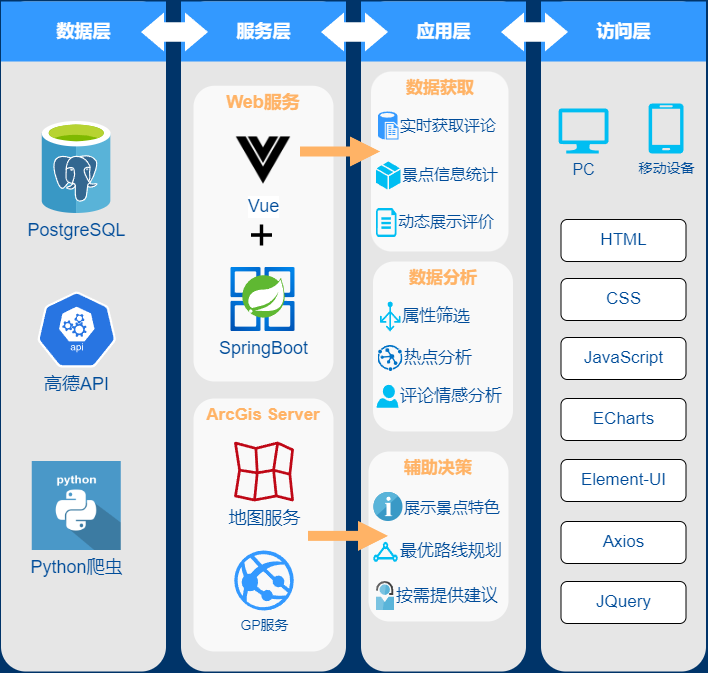 数据层
服务层
应用层
访问层
PostgreSQL
api
高德API
python
Python爬虫
Web服务
Vue
+
SpringBoot
ArcGis Server
地图服务
GP服务
数据获取
实时获取评论
景点信息统计
动态展示评价
数据分析
属性筛选
热点分析
评论情感分析
辅助决策
展示景点特色
最优路线规划
按需提供建议
PC
移动设备
HTML
CSS
JavaScript
ECharts
Element-UI
Axios
JQuery